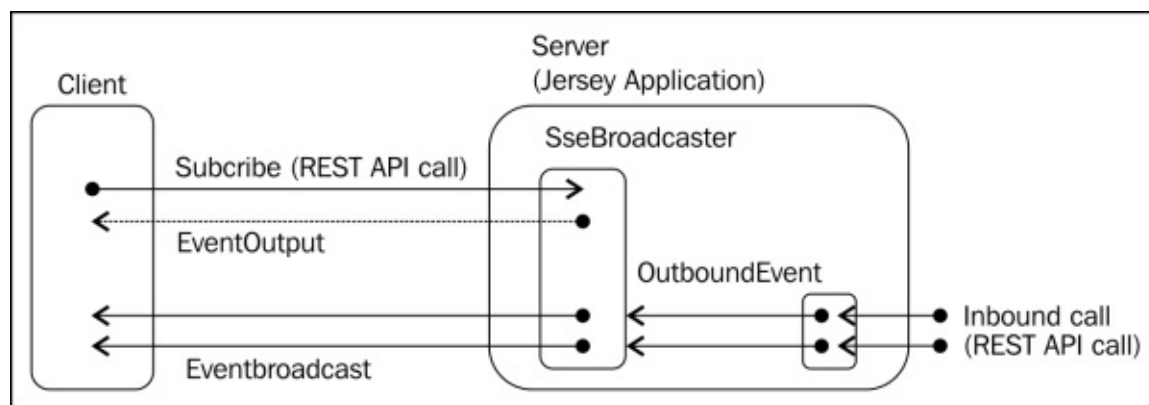 Server
(Jersey Application)
Client
SseBroadcaster
Subcribe (REST API call)
EventOutput
OutboundEvent
Inbound call
(REST API call)
Eventbroadcast